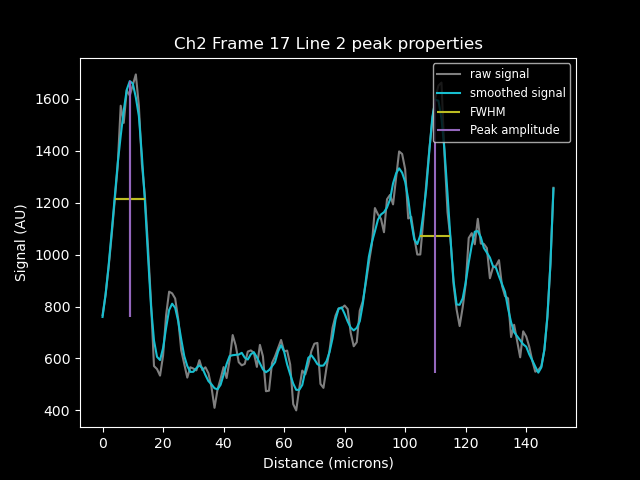 Ch2 Frame 17 Line 2 peak properties
raw signal
smoothed signal
FWHM
Peak amplitude
Signal (AU)
1600
1400
1200
1000
800
600
400
0 20 40 60 80 100 120 140
Distance (microns)